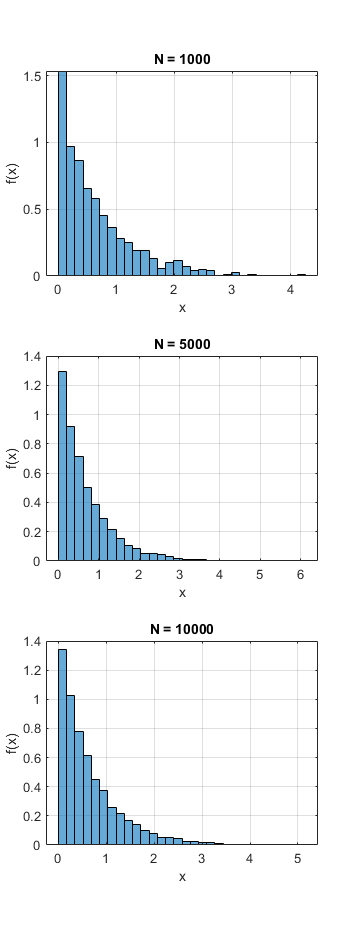 N = 1000
1.5
1
0.5
0
f(x)
0 1 2 3 4
x
N = 5000
1.4
1.2
1
0.8
0.6
0.4
0.2
0
f(x)
0 1 2 3 4 5 6
x
N = 10000
1.4
1.2
1
0.8
0.6
0.4
0.2
0
f(x)
0 1 2 3 4 5
x